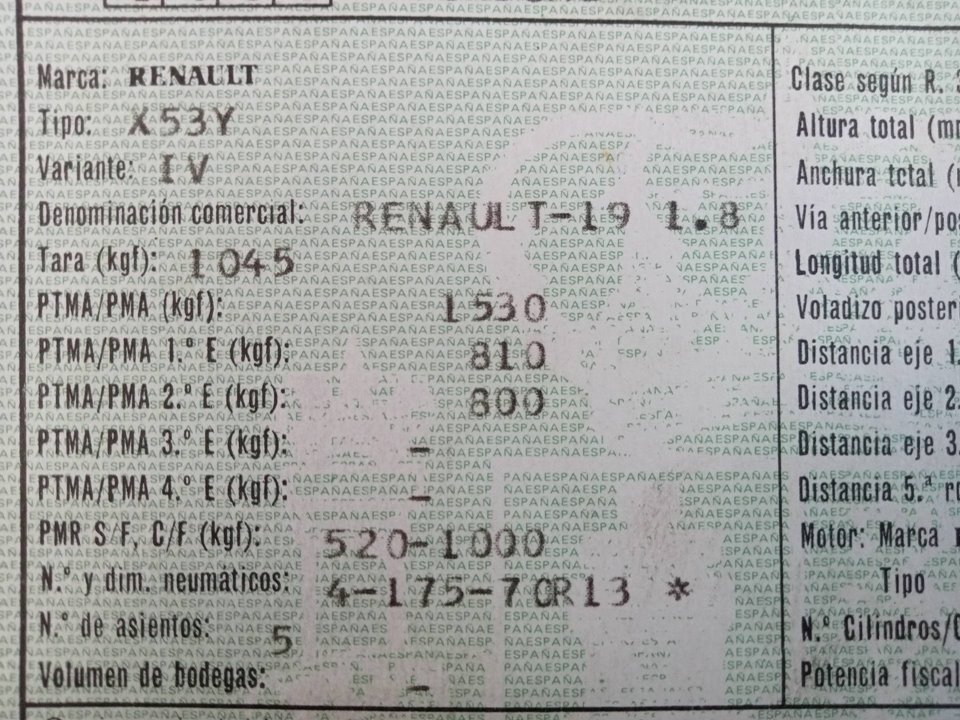 Marca: RENAULT
Tipo: X53Y
Variante: IV
Denominación comercial: RENAULT-19 1.8
Tara (kgf): 1045
PTMA/PMA (kgf): 1530
PTMA/PMA 1.º E (kgf): 810
PTMA/PMA 2.º E (kgf): 800
PTMA/PMA 3.º E (kgf): –
PTMA/PMA 4.º E (kgf): –
PMR S/F, C/F (kgf): 520-1000
N.º y dim. neumáticos: 4-175-70R13 *
N.º de asientos: 5
Volumen de bodegas: –
Clase según R.
Altura total
Anchura total
Vía anterior/
Longitud total
Voladizo
Distancia eje 1.
Distancia eje 2.
Distancia eje 3.
Distancia 5.ª
Motor: Marca
Tipo
N.º Cilindros/
Potencia fiscal